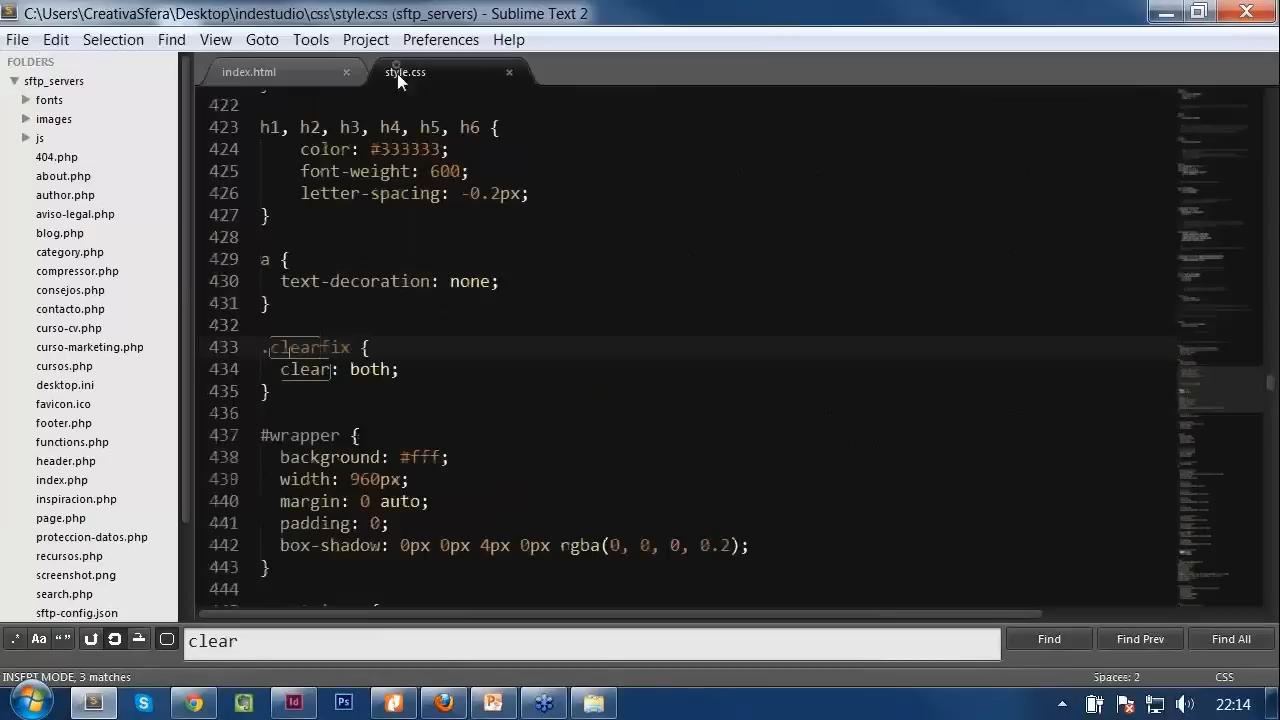 C:\Users\CreativaSfera\Desktop\indestudio\css\style.css (sftp_servers) - Sublime Text 2
File Edit Selection Find View Goto Tools Project Preferences Help
FOLDERS
sftp_servers
fonts
images
js
404.php
about.php
author.php
aviso-legal.php
blog.php
category.php
compressor.php
consejos.php
contacto.php
curso-cv.php
curso-marketing.php
cursos.php
desktop.ini
favicon.ico
footer.php
functions.php
header.php
index.php
inspiracion.php
page.php
proteccion-datos.php
recursos.php
screenshot.png
search.php
sftp-config.json
index.html
style.css
422
423 h1, h2, h3, h4, h5, h6 {
424 color: #333333;
425 font-weight: 600;
426 letter-spacing: -0.2px;
427 }
428
429 a {
430 text-decoration: none;
431 }
432
433 .clearfix {
434 clear: both;
435 }
436
437 #wrapper {
438 background: #fff;
439 width: 960px;
440 margin: 0 auto;
441 padding: 0;
442 box-shadow: 0px 0px 0px rgba(0, 0, 0.2);
443 }
444
clear
Find Find Prev Find All
INSERT MODE, 3 matches
Spaces: 2 CSS
22:14